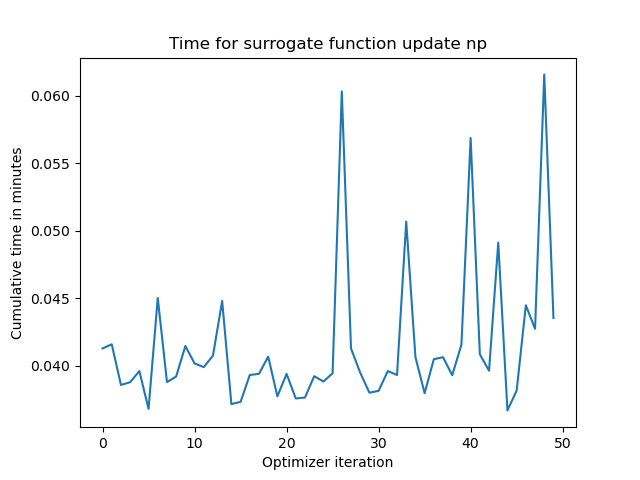 Time for surrogate function update np
Cumulative time in minutes
0.060
0.055
0.050
0.045
0.040
0 10 20 30 40 50
Optimizer iteration